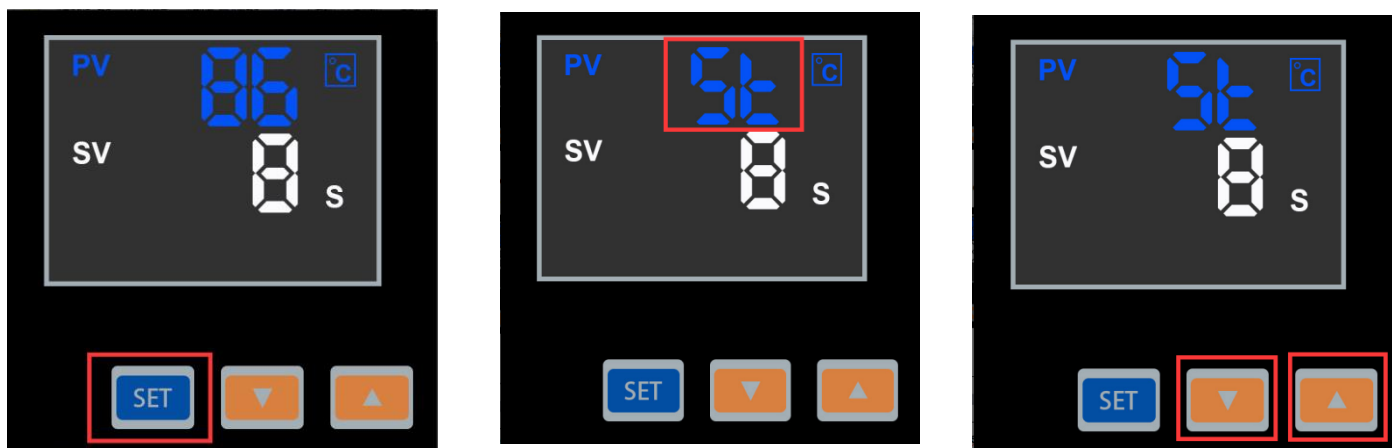 PV 86 °C
SV 8 S
SET ▼ ▲
PV St °C
SV 8 S
SET ▼ ▲
PV St °C
SV 8 S
SET ▼ ▲